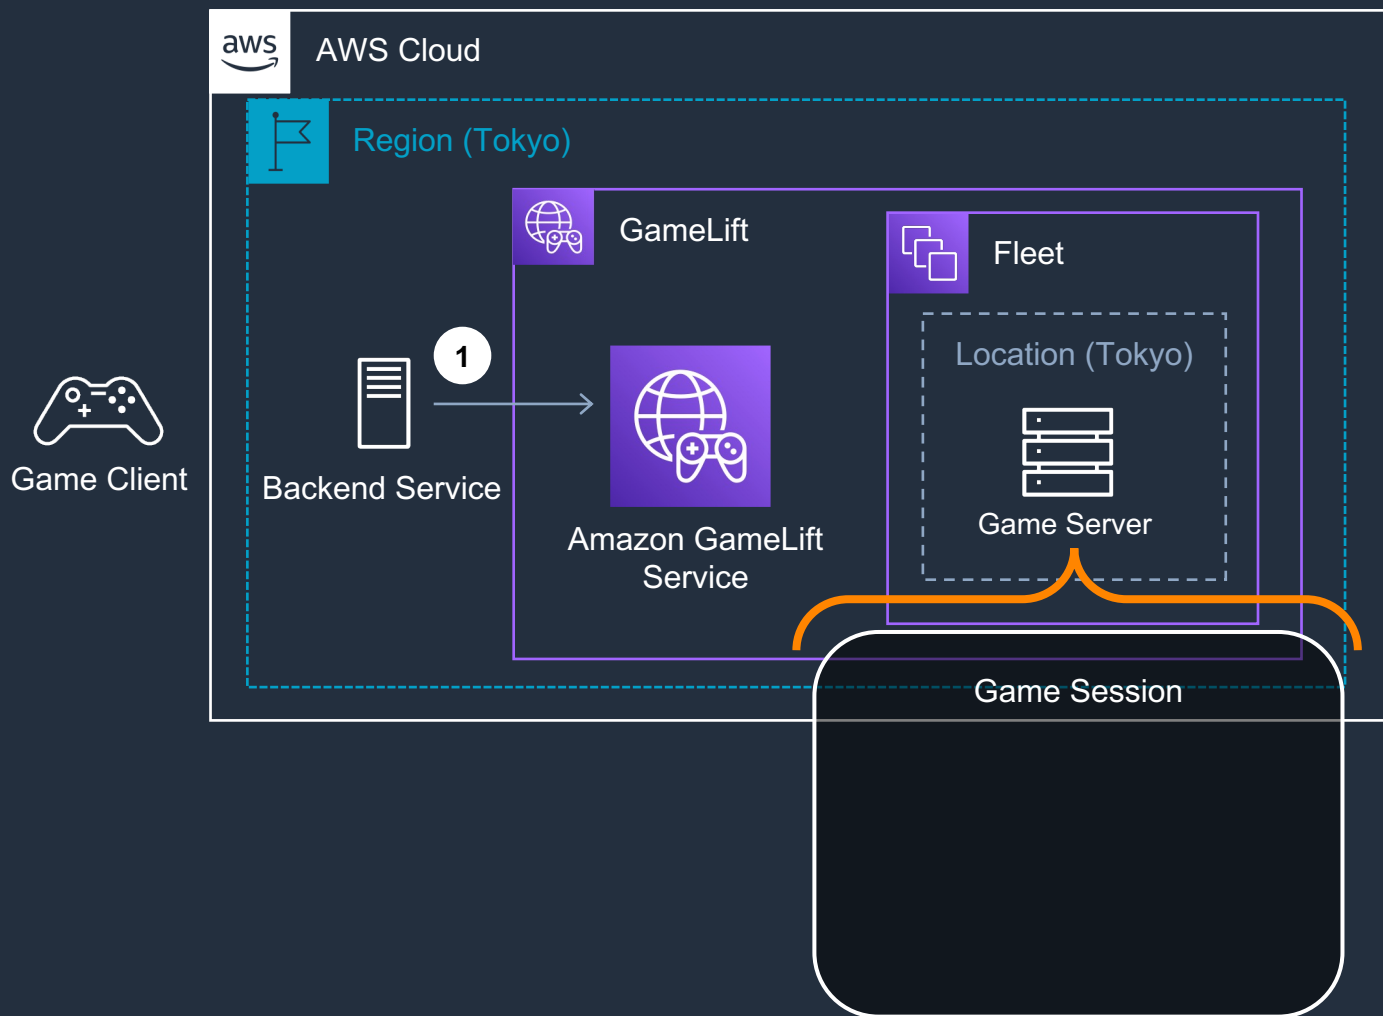 aws
AWS Cloud
Region (Tokyo)
GameLift
Fleet
Location (Tokyo)
1
Game Client
Backend Service
Amazon GameLift
Service
Game Server
Game Session